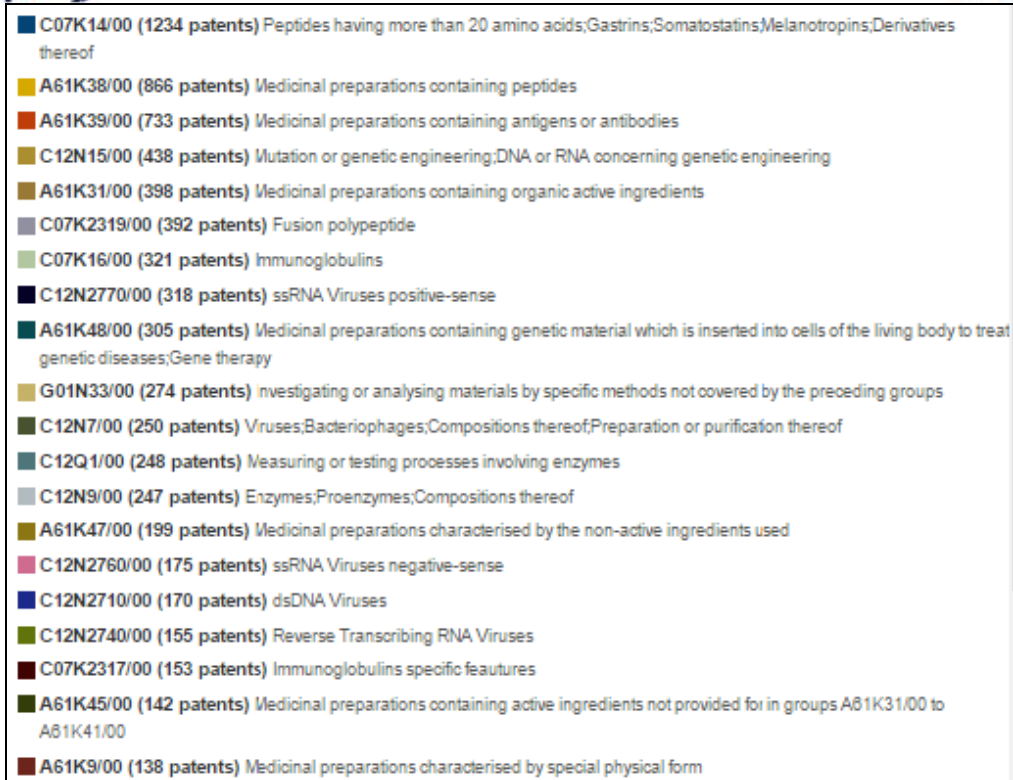 C07K14/00 (1234 patents) Peptides having more than 20 amino acids;Gastrins;Somatostatins;Melanotropins;Derivatives
thereof
A61K38/00 (866 patents) Medicinal preparations containing peptides
A61K39/00 (733 patents) Medicinal preparations containing antigens or antibodies
C12N15/00 (438 patents) Mutation or genetic engineering;DNA or RNA concerning genetic engineering
A61K31/00 (398 patents) Medicinal preparations containing organic active ingredients
C07K2319/00 (392 patents) Fusion polypeptide
C07K16/00 (321 patents) Immunoglobulins
C12N2770/00 (318 patents) ssRNA Viruses positive-sense
A61K48/00 (305 patents) Medicinal preparations containing genetic material which is inserted into cells of the living body to treat
genetic diseases;Gene therapy
G01N33/00 (274 patents) Investigating or analysing materials by specific methods not covered by the preceding groups
C12N7/00 (250 patents) Viruses;Bacteriophages;Compositions thereof;Preparation or purification thereof
C12Q1/00 (248 patents) Measuring or testing processes involving enzymes
C12N9/00 (247 patents) Enzymes;Proenzymes;Compositions thereof
A61K47/00 (199 patents) Medicinal preparations characterised by the non-active ingredients used
C12N2760/00 (175 patents) ssRNA Viruses negative-sense
C12N2710/00 (170 patents) dsDNA Viruses
C12N2740/00 (155 patents) Reverse Transcribing RNA Viruses
C07K2317/00 (153 patents) Immunoglobulins specific feautures
A61K45/00 (142 patents) Medicinal preparations containing active ingredients not provided for in groups A61K31/00 to
A61K41/00
A61K9/00 (138 patents) Medicinal preparations characterised by special physical form